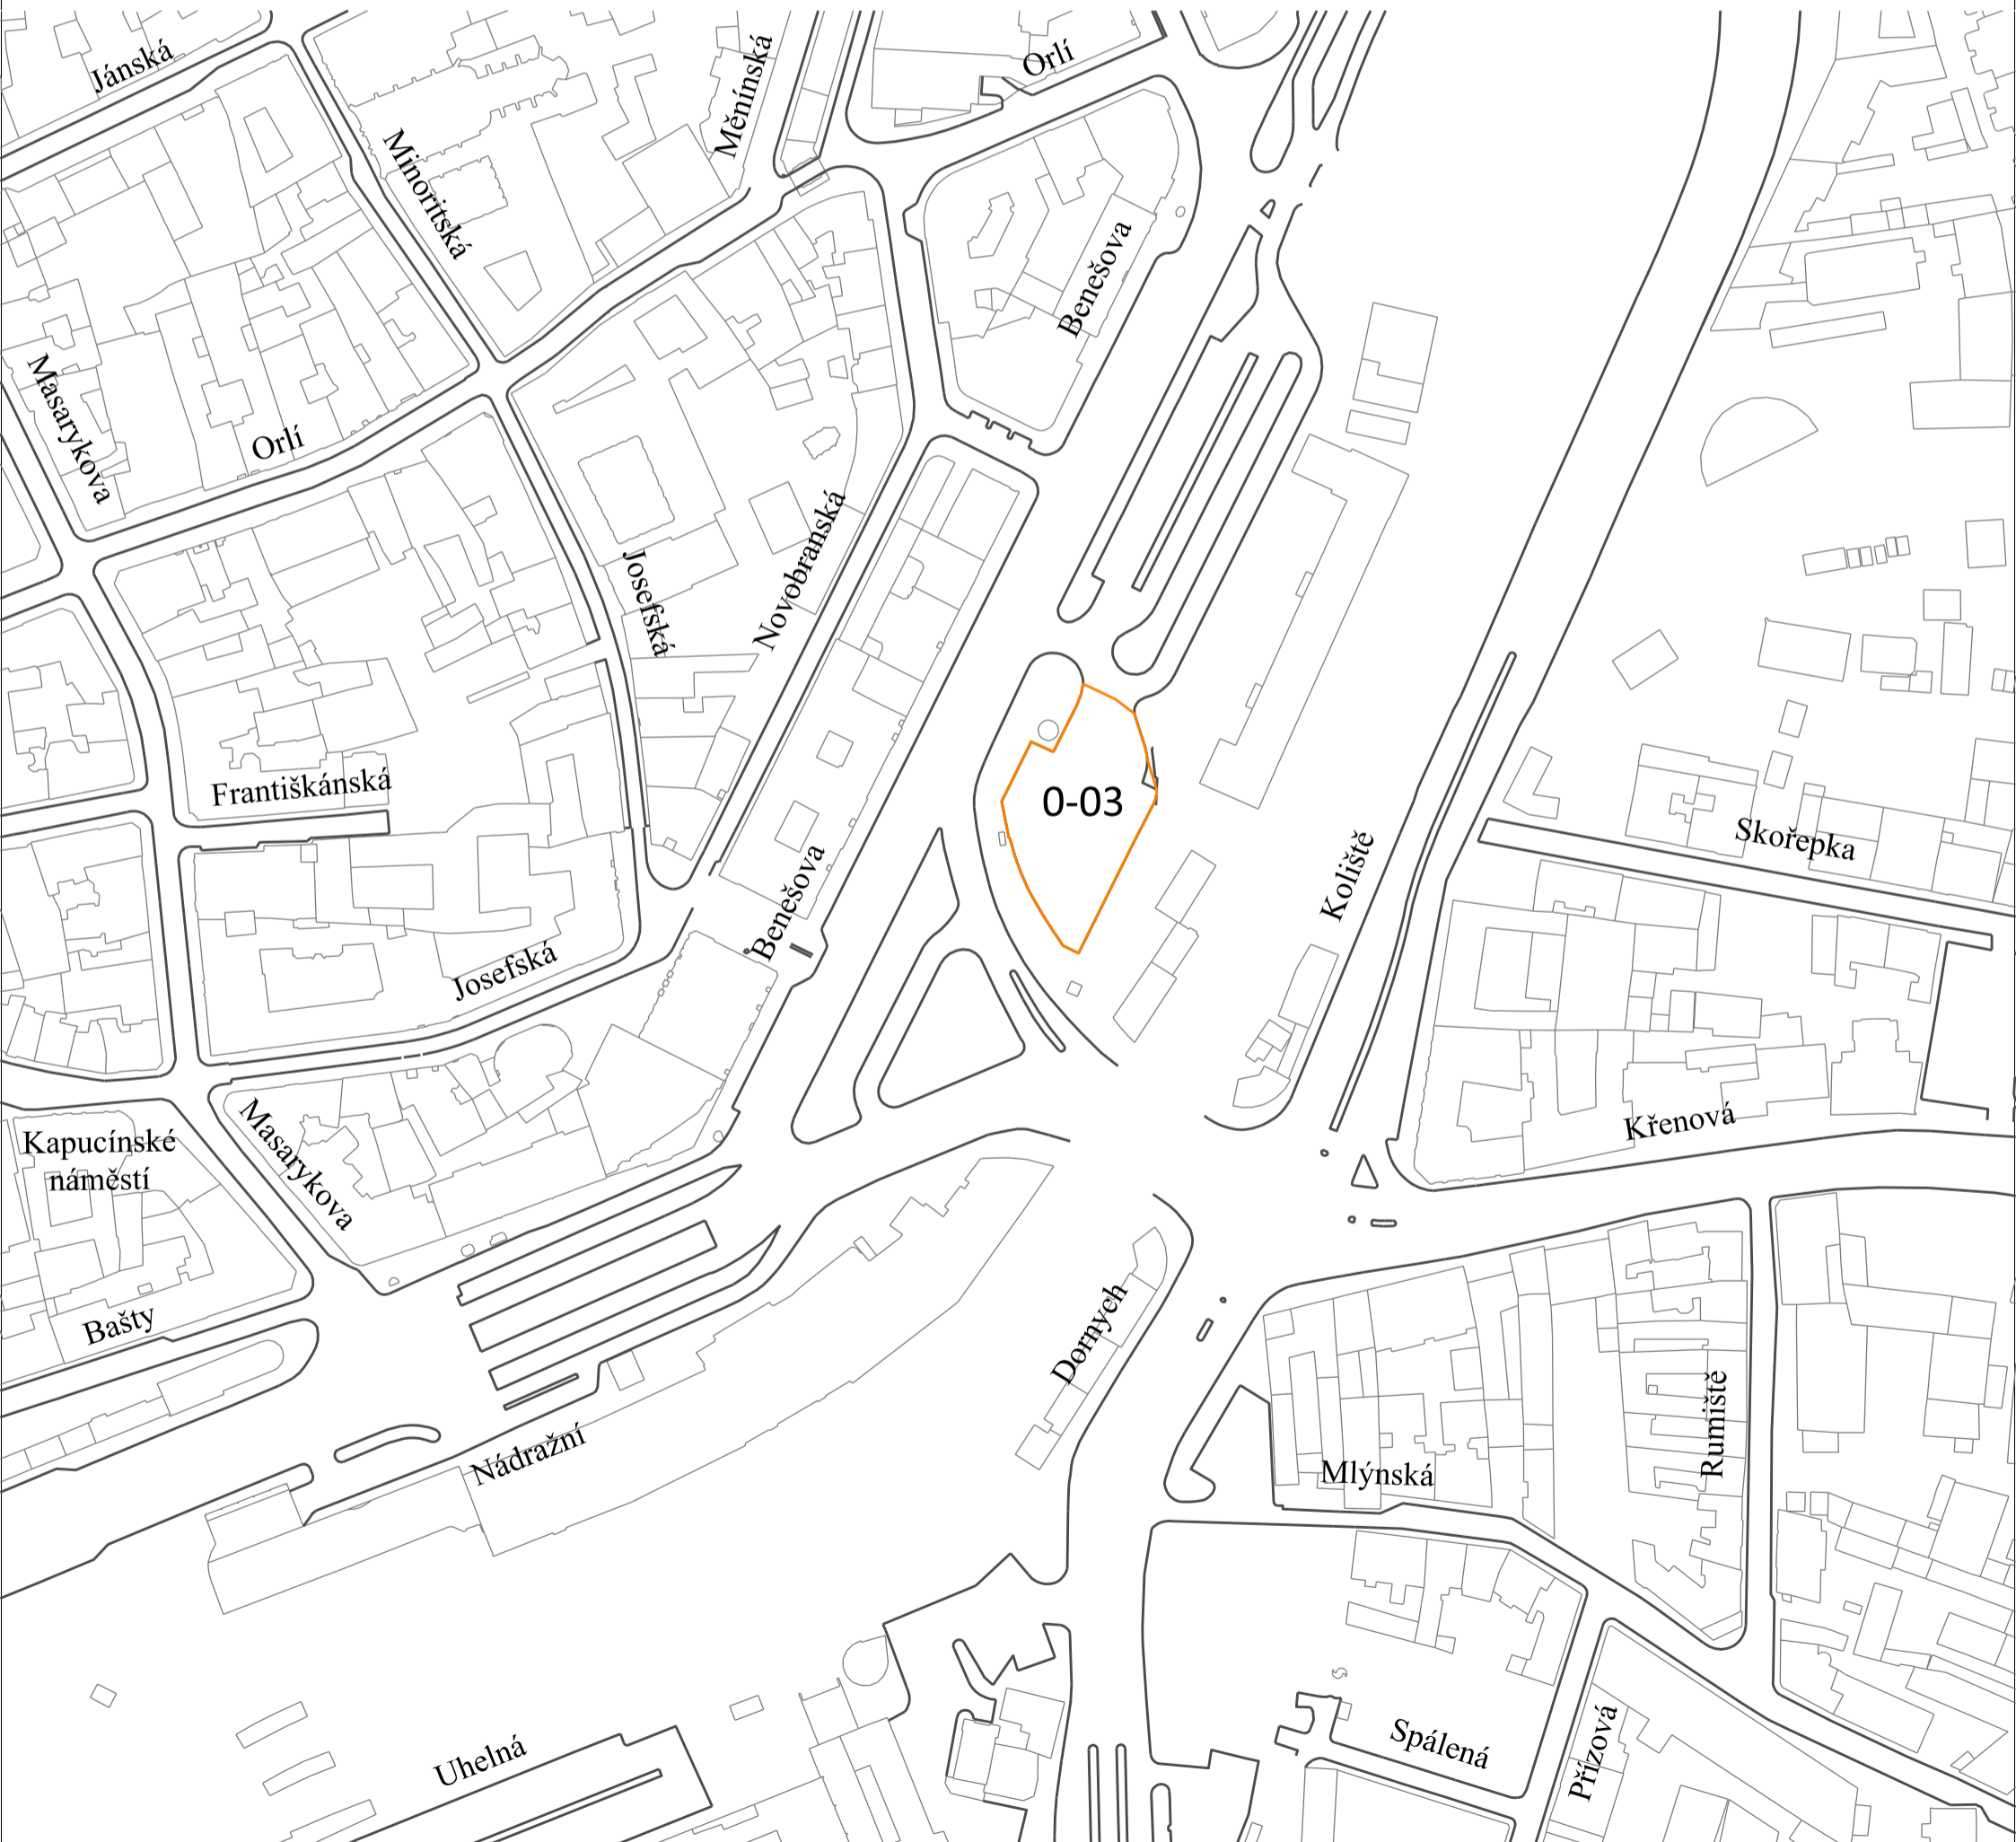 Jánská
Orlí
Měnínská
Minoritská
Benešova
Masarykova
Orlí
Novobranská
Josefská
Františkánská
0-03
Skořepka
Koliště
Benešova
Josefská
Křenová
Kapucínské
náměstí
Masarykova
Bašty
Dornych
Rumiště
Nádražní
Mlýnská
Spálená
Přízová
Uhelná